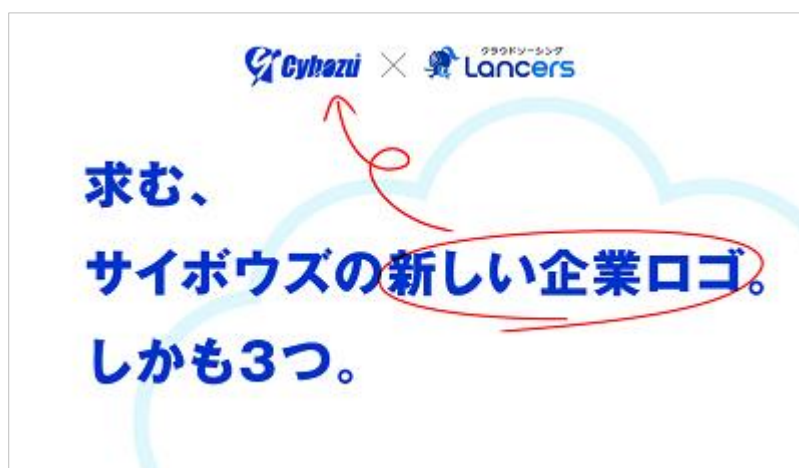 Cybozu × クラウドソーシング Lancers
求む、
サイボウズの新しい企業ロゴ。
しかも3つ。